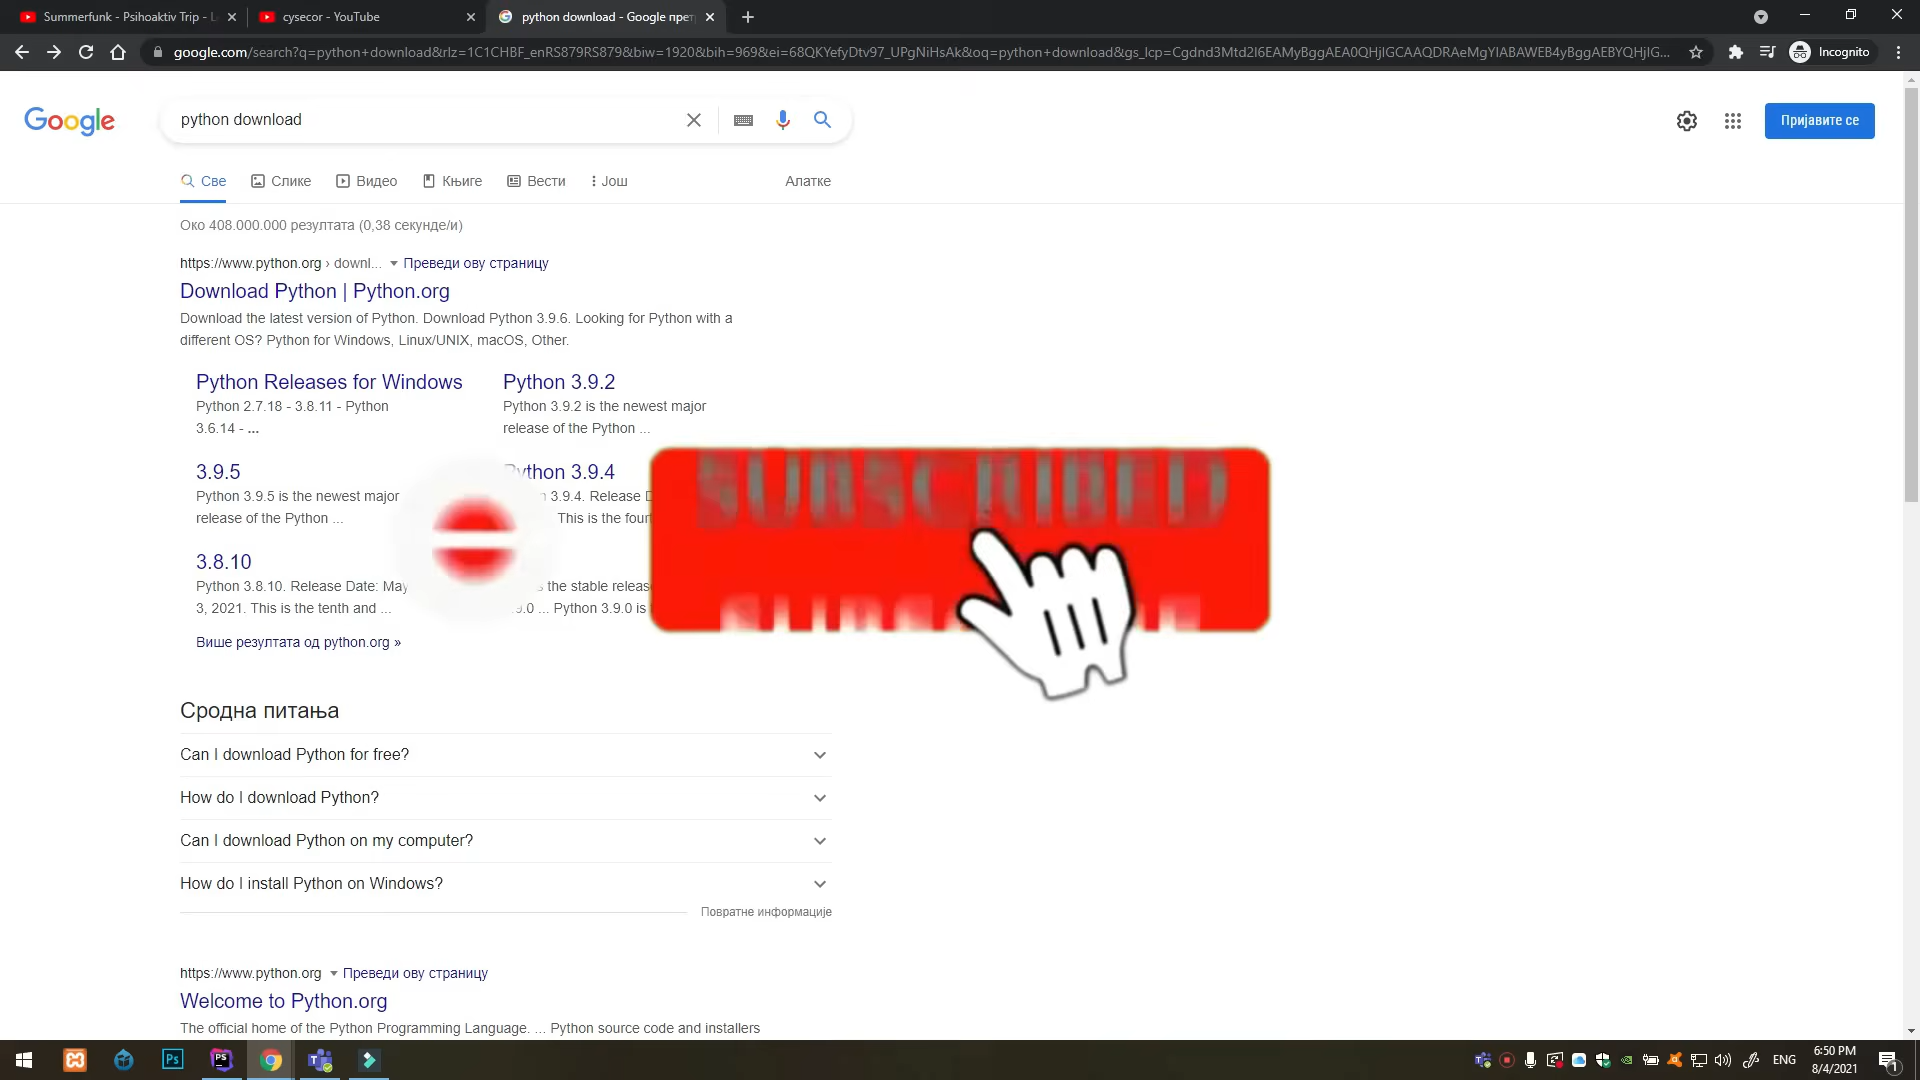 Summerfunk - Psihoaktiv Trip -
cysecor - YouTube
python download - Google прет
google.com/search?q=python+download&rlz=1C1CHBF_enRS879RS879&biw=1920&bih=969&ei=68QKYefyDtv97_UPgNiHsAk&oq=python+download&gs_lcp=Cgdnd3Mtd2l6EAMyBggAEA0QHjIGCAAQDRAeMgYIABAWEB4yBggAEBYQHjIG...
Incognito
Google
python download
Пријавите се
Све
Слике
Видео
Књиге
Вести
Још
Алатке
Око 408.000.000 резултата (0,38 секунде/и)
https://www.python.org › downl...
Преведи ову страницу
Download Python | Python.org
Download the latest version of Python. Download Python 3.9.6. Looking for Python with a
different OS? Python for Windows, Linux/UNIX, macOS, Other.
Python Releases for Windows
Python 2.7.18 - 3.8.11 - Python
3.6.14 - ...
Python 3.9.2
Python 3.9.2 is the newest major
release of the Python ...
3.9.5
Python 3.9.5 is the newest major
release of the Python ...
Python 3.9.4
3.9.4. Release
This is the
3.8.10
Python 3.8.10. Release Date: May
3, 2021. This is the tenth and ...
the stable release
... Python 3.9.0 is
SUBSCRIBED
Више резултата од python.org »
Сродна питања
Can I download Python for free?
How do I download Python?
Can I download Python on my computer?
How do I install Python on Windows?
Повратне информације
https://www.python.org
Преведи ову страницу
Welcome to Python.org
The official home of the Python Programming Language. ... Python source code and installers
Ps
PS
ENG
6:50 PM
8/4/2021
1